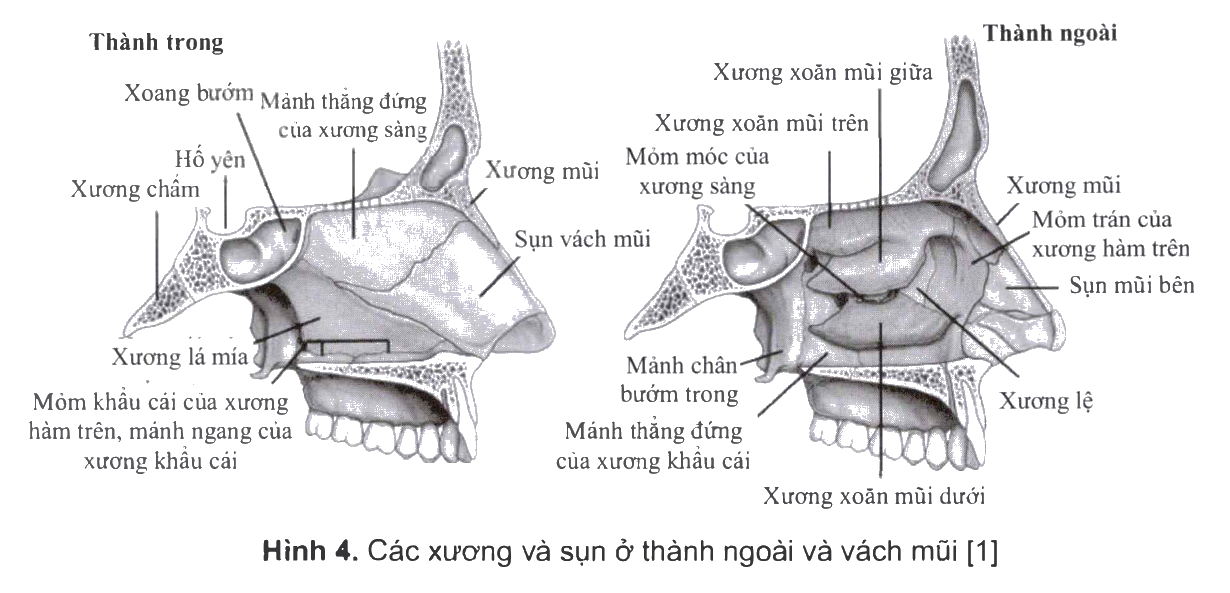 Thành trong
Xoang bướm
Mảnh thẳng đứng
của xương sàng
Hố yên
Xương chẩm
Xương mũi
Sụn vách mũi
Xương lá mía
Mỏm khẩu cái của xương
hàm trên, mánh ngang của
xương khẩu cái
Thành ngoài
Xương xoăn mũi giữa
Xương xoăn mũi trên
Mỏm móc của
xương sàng
Xương mũi
Mỏm trán của
xương hàm trên
Sụn mũi bên
Mảnh chân
bướm trong
Xương lệ
Mánh thẳng đứng
của xương khẩu cái
Xương xoăn mũi dưới
Hình 4. Các xương và sụn ở thành ngoài và vách mũi [1]